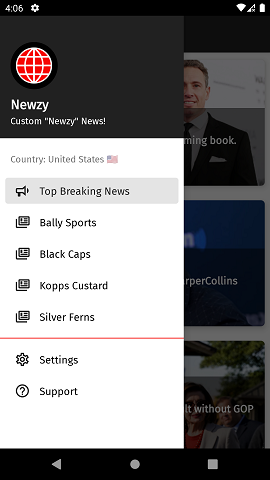 4:06
Newzy
Custom "Newzy" News!
Country: United States 🇺🇸
Top Breaking News
Bally Sports
Black Caps
Kopps Custard
Silver Ferns
Settings
Support
ming book.
arperCollins
lt without GOP